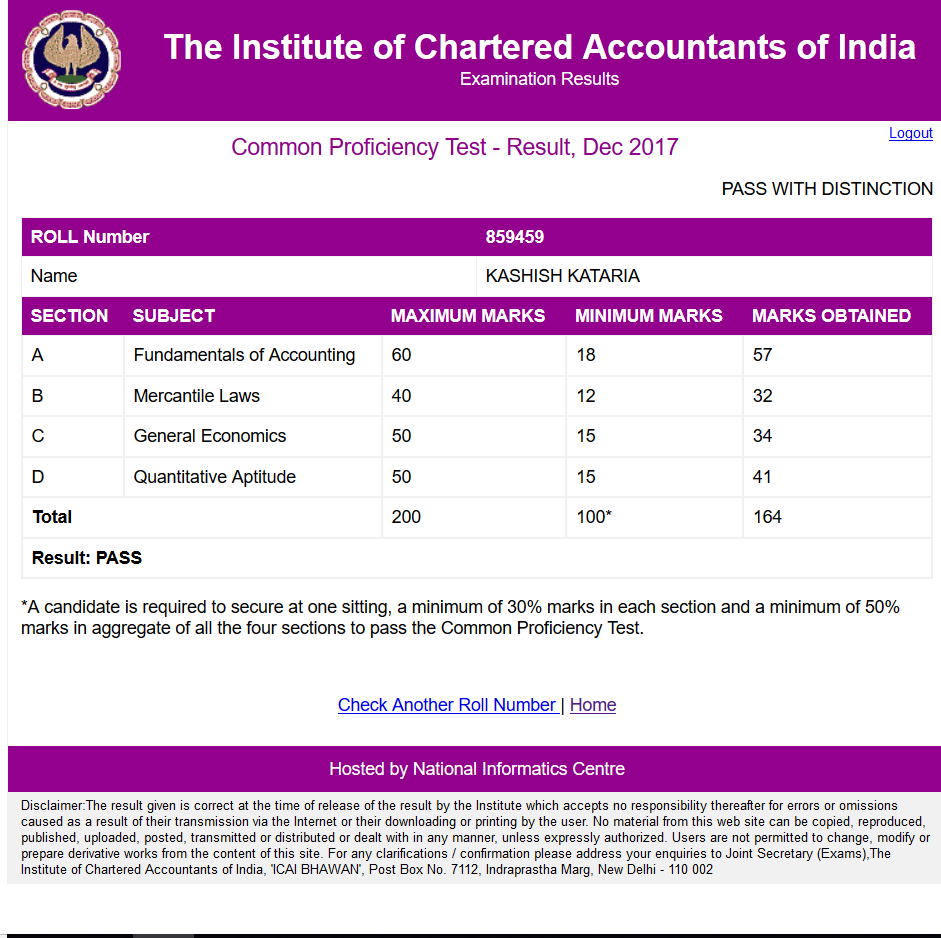 The Institute of Chartered Accountants of India
Examination Results
Logout
Common Proficiency Test - Result, Dec 2017
PASS WITH DISTINCTION
ROLL Number 859459
Name KASHISH KATARIA
SECTION SUBJECT MAXIMUM MARKS MINIMUM MARKS MARKS OBTAINED
A Fundamentals of Accounting 60 18 57
B Mercantile Laws 40 12 32
C General Economics 50 15 34
D Quantitative Aptitude 50 15 41
Total 200 100* 164
Result: PASS
*A candidate is required to secure at one sitting, a minimum of 30% marks in each section and a minimum of 50%
marks in aggregate of all the four sections to pass the Common Proficiency Test.
Check Another Roll Number | Home
Hosted by National Informatics Centre
Disclaimer:The result given is correct at the time of release of the result by the Institute which accepts no responsibility thereafter for errors or omissions
caused as a result of their transmission via the Internet or their downloading or printing by the user. No material from this web site can be copied, reproduced,
published, uploaded, posted, transmitted or distributed or dealt with in any manner, unless expressly authorized. Users are not permitted to change, modify or
prepare derivative works from the content of this site. For any clarifications / confirmation please address your enquiries to Joint Secretary (Exams),The
Institute of Chartered Accountants of India, 'ICAI BHAWAN', Post Box No. 7112, Indraprastha Marg, New Delhi - 110 002